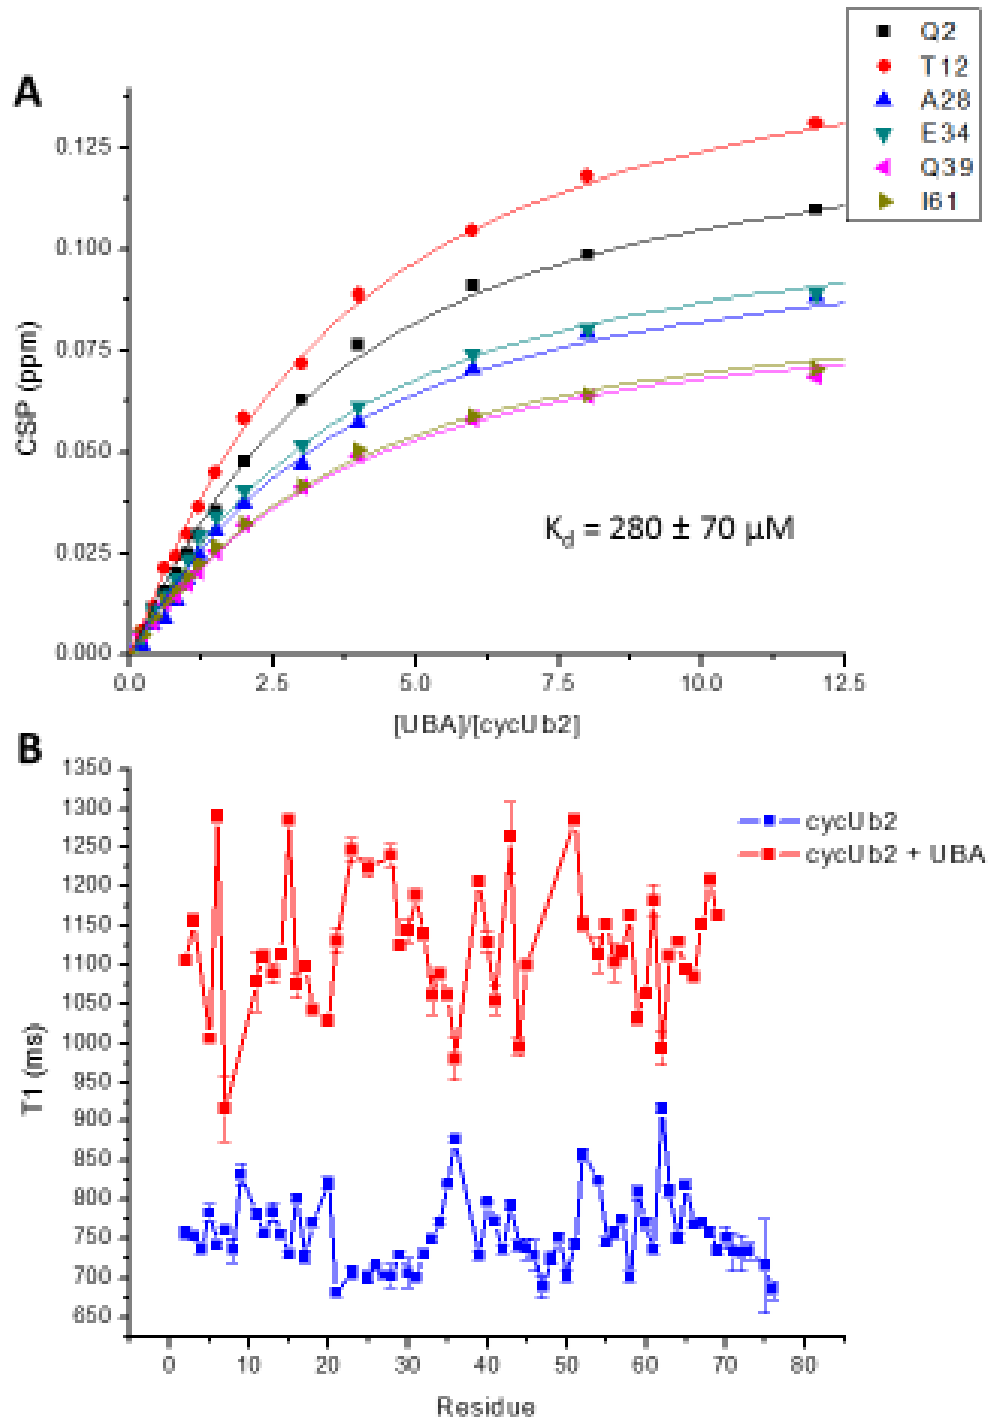 A
Q2
T12
A28
E34
Q39
I61
0.125
0.100
0.075
0.050
0.025
0.000
CSP (ppm)
K_d = 280 ± 70 µM
0.0 2.5 5.0 7.5 10.0 12.5
[UBA]/[cycUb2]
B
1350
1300
1250
1200
1150
1100
1050
1000
950
900
850
800
750
700
650
T1 (ms)
cycUb2
cycUb2 + UBA
0 10 20 30 40 50 60 70 80
Residue